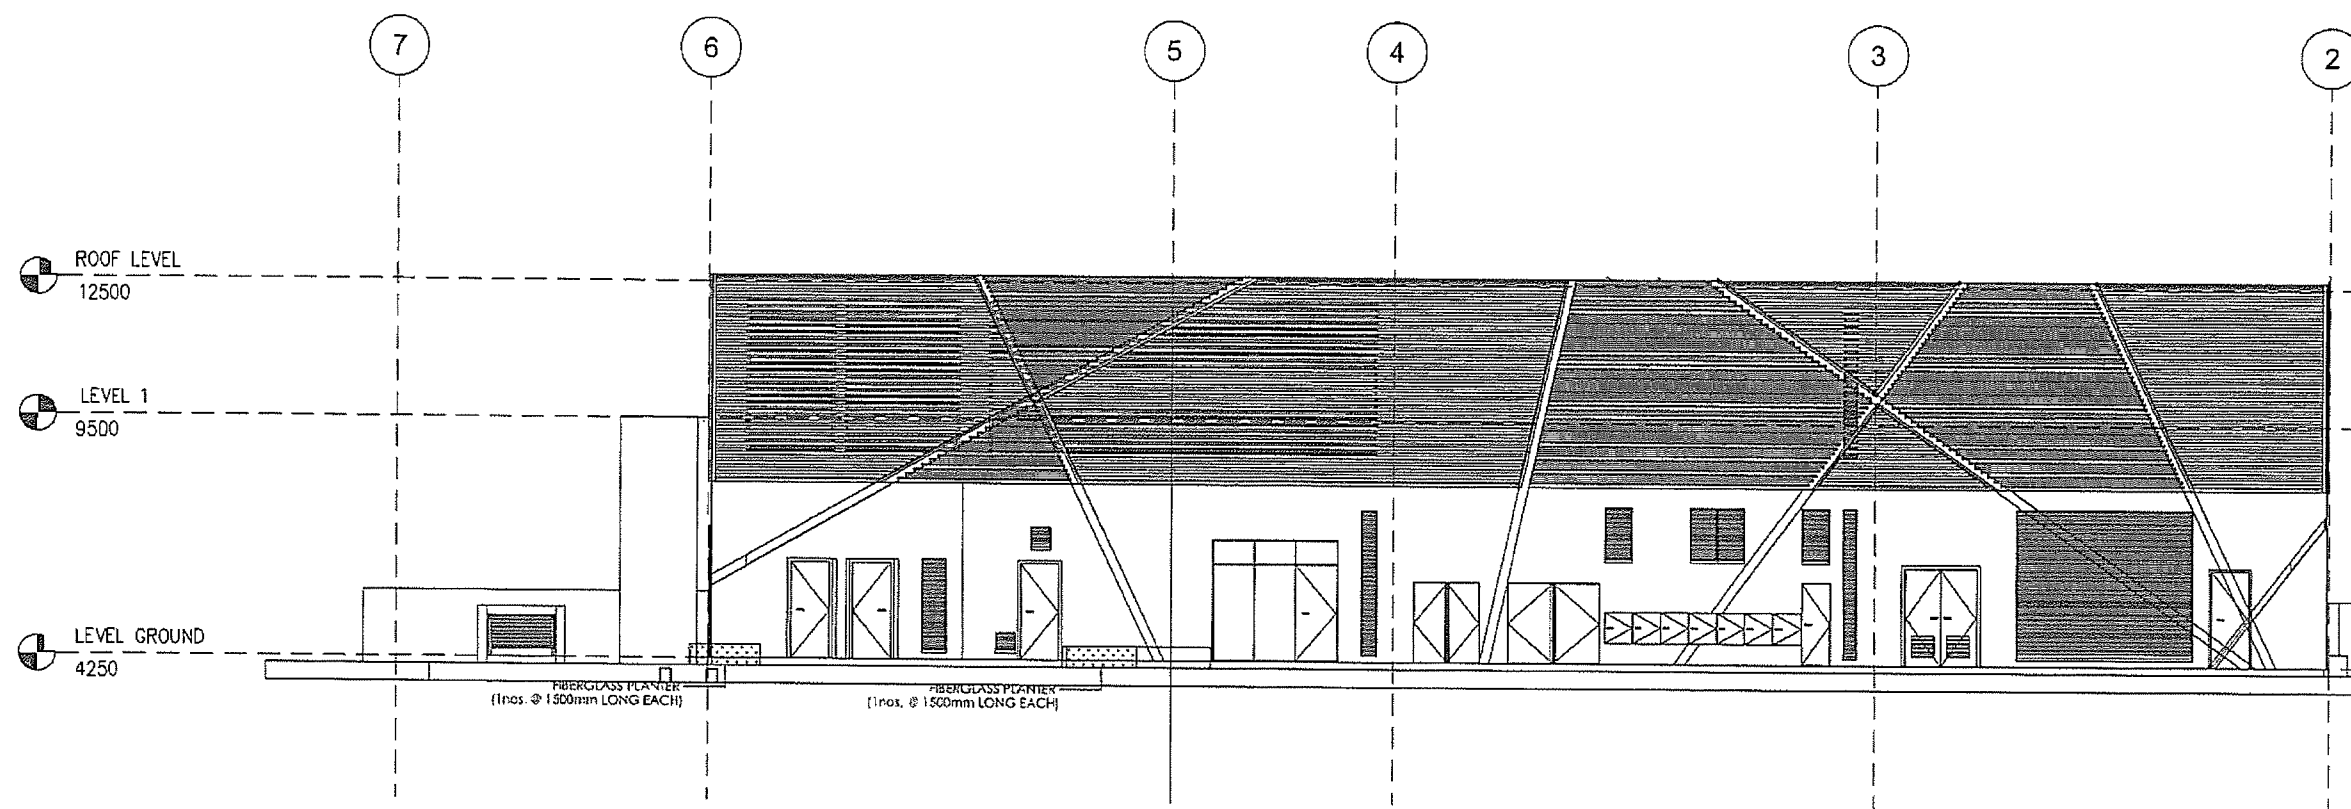 7 6 5 4 3 2
ROOF LEVEL
12500
LEVEL 1
9500
LEVEL GROUND
4250
FIBERGLASS PLANTER
(1nos. @ 1500mm LONG EACH)
FIBERGLASS PLANTER
(1nos. @ 1500mm LONG EACH)